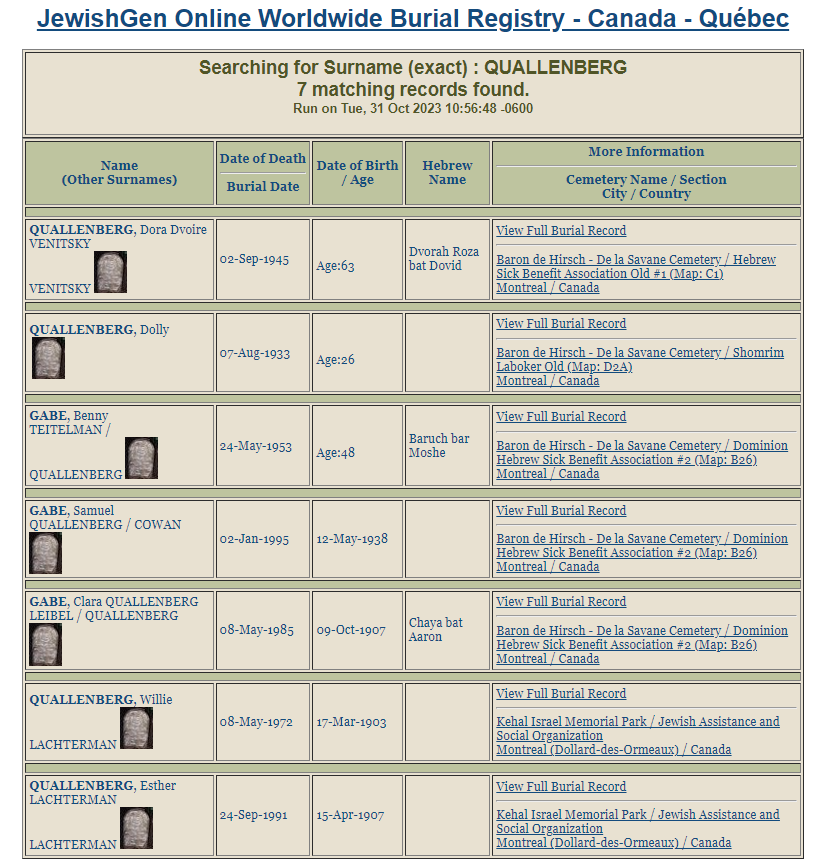 JewishGen Online Worldwide Burial Registry - Canada - Québec
Searching for Surname (exact) : QUALLENBERG
7 matching records found.
Run on Tue, 31 Oct 2023 10:56:48 -0600
Name
(Other Surnames)
Date of Death
Burial Date
Date of Birth
/ Age
Hebrew
Name
More Information
Cemetery Name / Section
City / Country
QUALLENBERG, Dora Dvoire
VENITSKY
VENITSKY
02-Sep-1945
Age:63
Dvorah Roza
bat Dovid
View Full Burial Record
Baron de Hirsch - De la Savane Cemetery / Hebrew
Sick Benefit Association Old #1 (Map: C1)
Montreal / Canada
QUALLENBERG, Dolly
07-Aug-1933
Age:26
View Full Burial Record
Baron de Hirsch - De la Savane Cemetery / Shomrim
Laboker Old (Map: D2A)
Montreal / Canada
GABE, Benny
TEITELMAN /
QUALLENBERG
24-May-1953
Age:48
Baruch bar
Moshe
View Full Burial Record
Baron de Hirsch - De la Savane Cemetery / Dominion
Hebrew Sick Benefit Association #2 (Map: B26)
Montreal / Canada
GABE, Samuel
QUALLENBERG / COWAN
02-Jan-1995
12-May-1938
View Full Burial Record
Baron de Hirsch - De la Savane Cemetery / Dominion
Hebrew Sick Benefit Association #2 (Map: B26)
Montreal / Canada
GABE, Clara QUALLENBERG
LEIBEL / QUALLENBERG
08-May-1985
09-Oct-1907
Chaya bat
Aaron
View Full Burial Record
Baron de Hirsch - De la Savane Cemetery / Dominion
Hebrew Sick Benefit Association #2 (Map: B26)
Montreal / Canada
QUALLENBERG, Willie
LACHTERMAN
08-May-1972
17-Mar-1903
View Full Burial Record
Kehal Israel Memorial Park / Jewish Assistance and
Social Organization
Montreal (Dollard-des-Ormeaux) / Canada
QUALLENBERG, Esther
LACHTERMAN
LACHTERMAN
24-Sep-1991
15-Apr-1907
View Full Burial Record
Kehal Israel Memorial Park / Jewish Assistance and
Social Organization
Montreal (Dollard-des-Ormeaux) / Canada